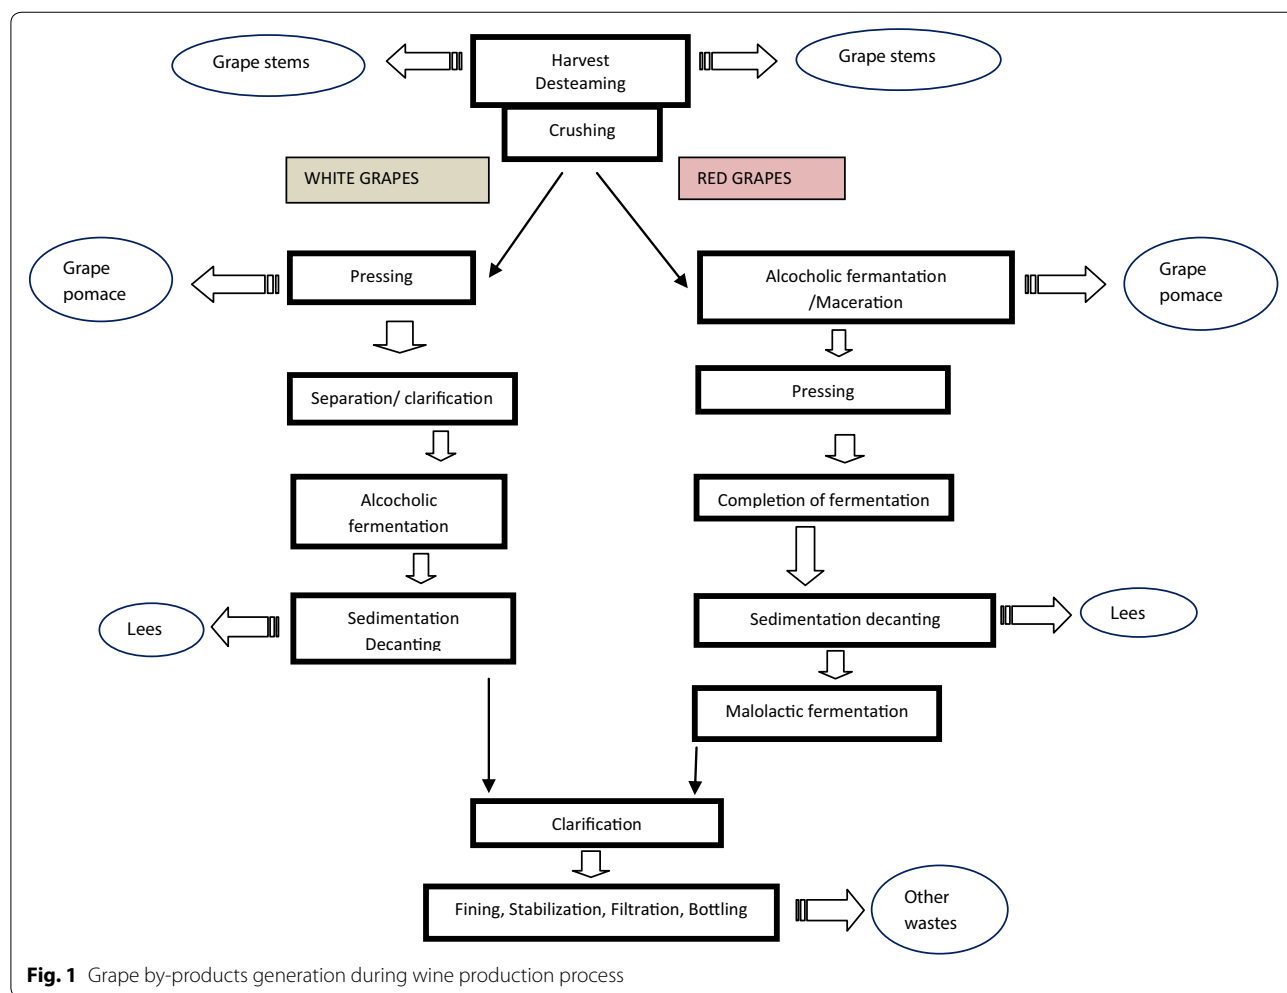 Grape stems
Harvest
Desteaming
Grape stems
Crushing
WHITE GRAPES
RED GRAPES
Grape
pomace
Pressing
Alcocholic fermantation
/Maceration
Grape
pomace
Separation/ clarification
Pressing
Alcocholic
fermentation
Completion of fermentation
Lees
Sedimentation
Decanting
Sedimentation decanting
Lees
Malolactic fermentation
Clarification
Fining, Stabilization, Filtration, Bottling
Other
wastes
Fig. 1 Grape by-products generation during wine production process